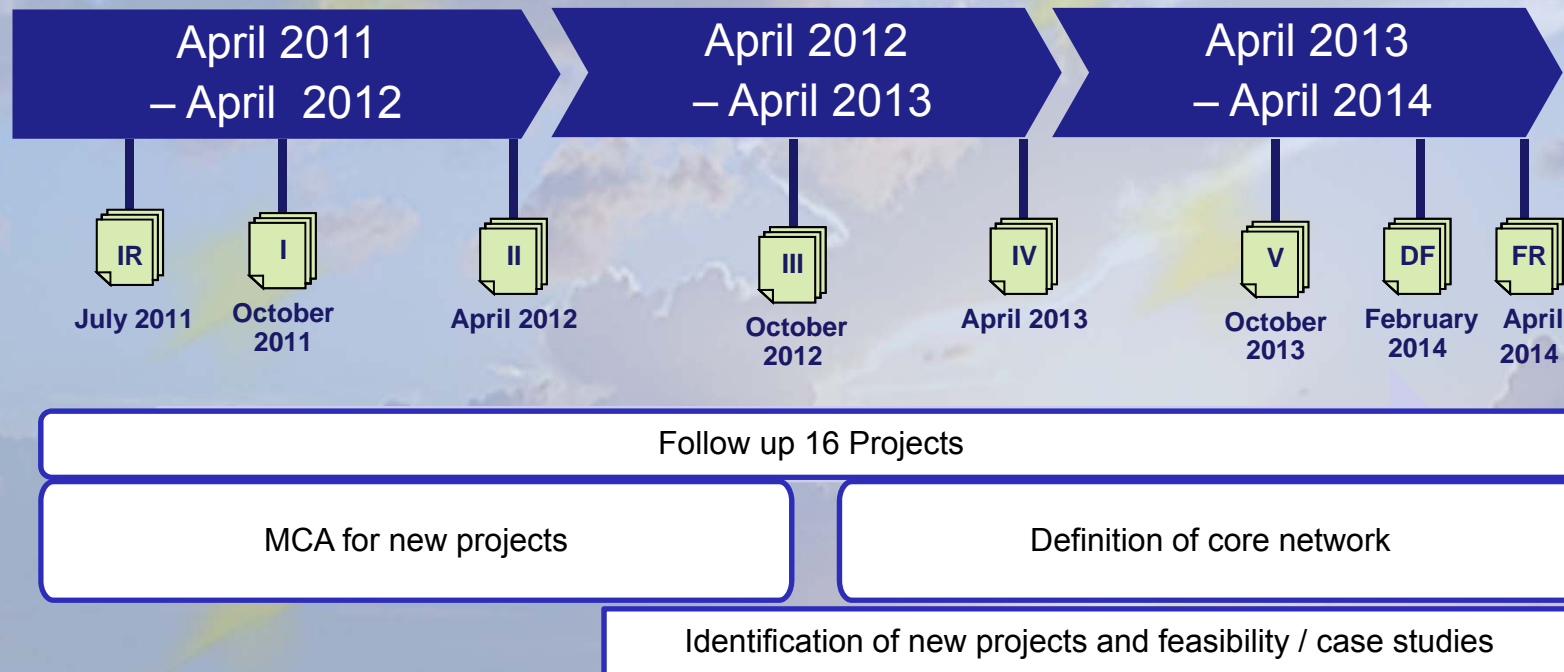 April 2011
– April 2012
April 2012
– April 2013
April 2013
– April 2014
IR
July 2011
I
October
2011
II
April 2012
III
October
2012
IV
April 2013
V
October
2013
DF
February
2014
FR
April
2014
Follow up 16 Projects
MCA for new projects
Definition of core network
Identification of new projects and feasibility / case studies